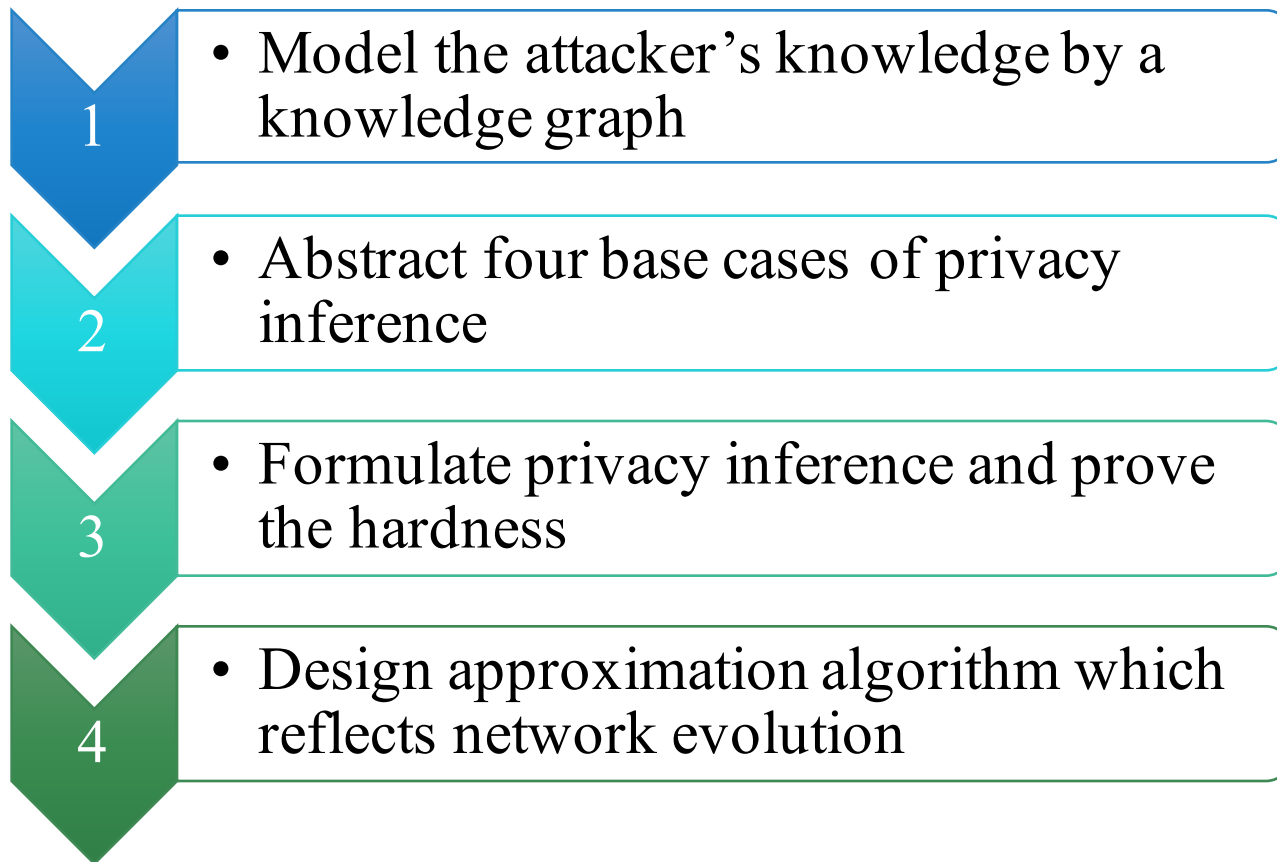 1
• Model the attacker’s knowledge by a
knowledge graph
2
• Abstract four base cases of privacy
inference
3
• Formulate privacy inference and prove
the hardness
4
• Design approximation algorithm which
reflects network evolution